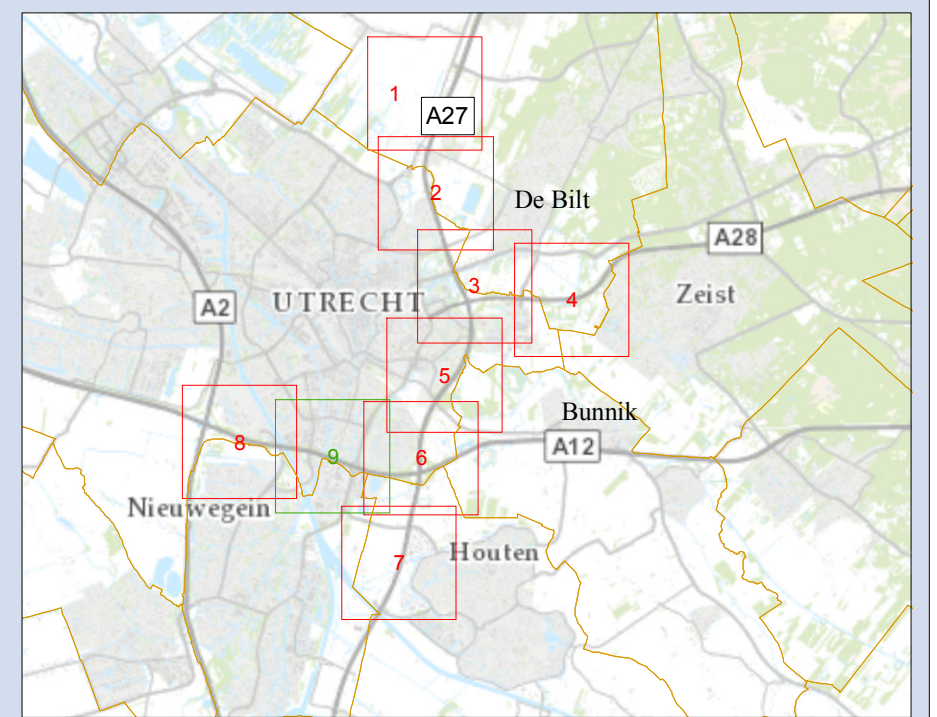 1
A27
2
De Bilt
A28
3
4
Zeist
A2
UTRECHT
5
Bunnik
8
9
6
A12
Nieuwegein
7
Houten